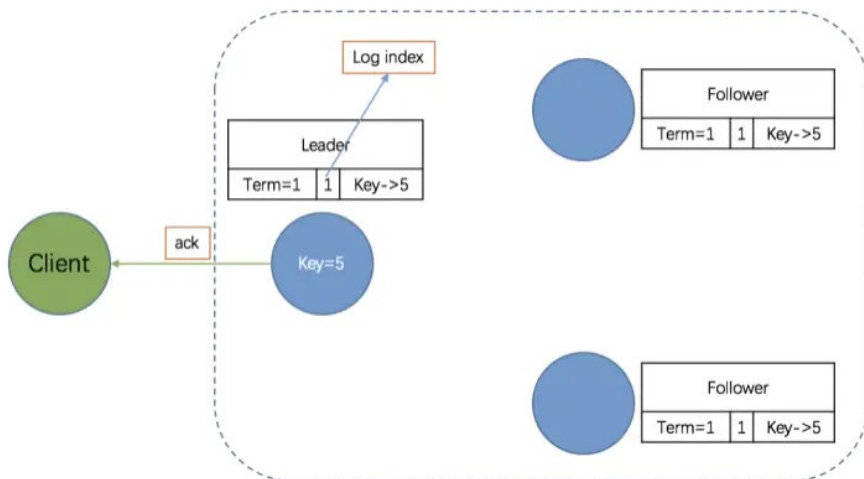 Log index
Follower
Term=1 1 Key->5
Leader
Term=1 1 Key->5
ack
Client
Key=5
Follower
Term=1 1 Key->5